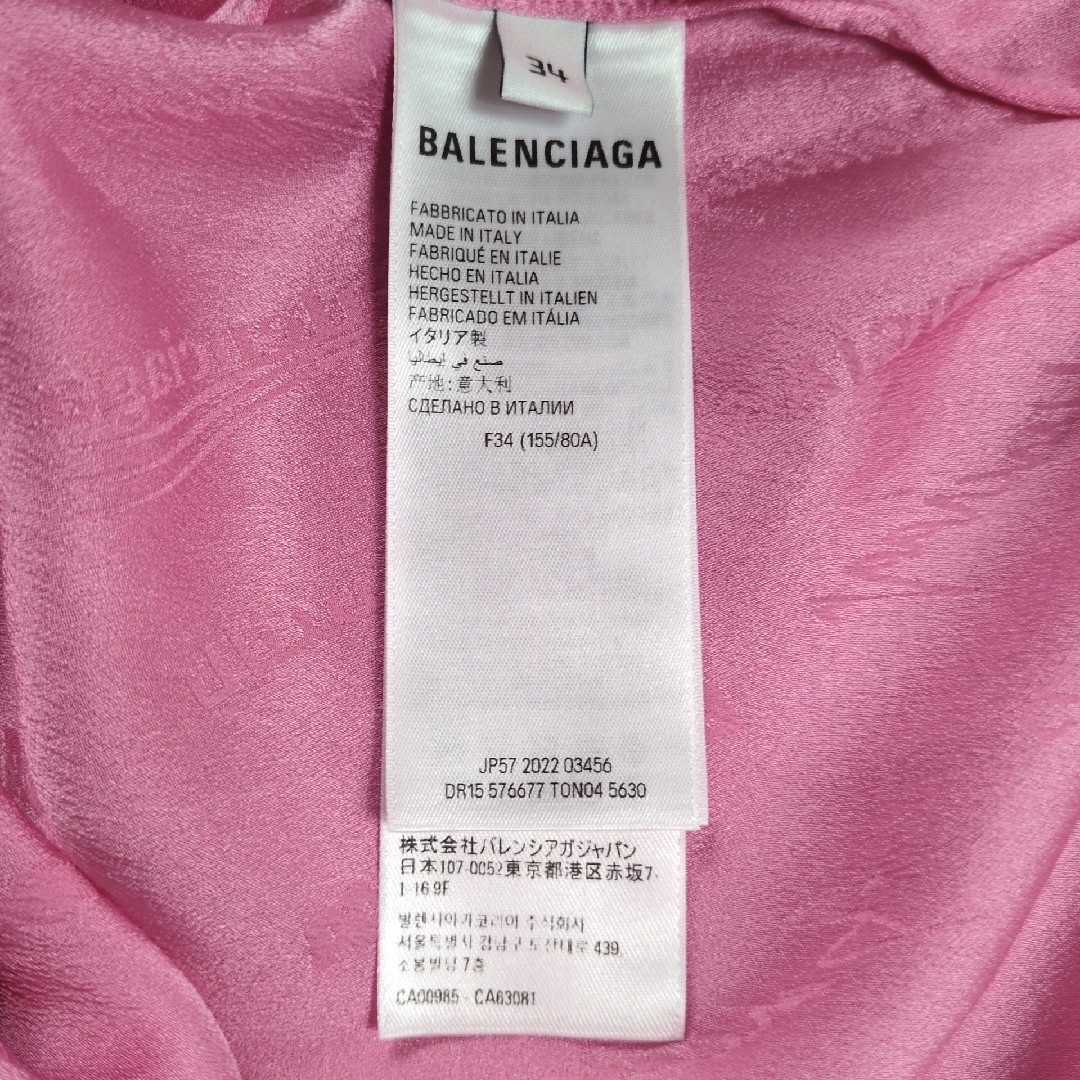 34
BALENCIAGA
FABBRICATO IN ITALIA
MADE IN ITALY
FABRIQUÉ EN ITALIE
HECHO EN ITALIA
HERGESTELLT IN ITALIEN
FABRICADO EM ITÁLIA
イタリア製
صنع في إيطاليا
产地:意大利
СДЕЛАНО В ИТАЛИИ
F34 (155/80A)
JP57 2022 03456
DR15 576677 TON04 5630
株式会社バレンシアガジャパン
日本107-0052東京都港区赤坂7-
1-16 9F
발렌시아가코리아 주식회사
서울특별시 강남구 도산대로 439,
소봉빌딩 7층
CA00985 - CA63081